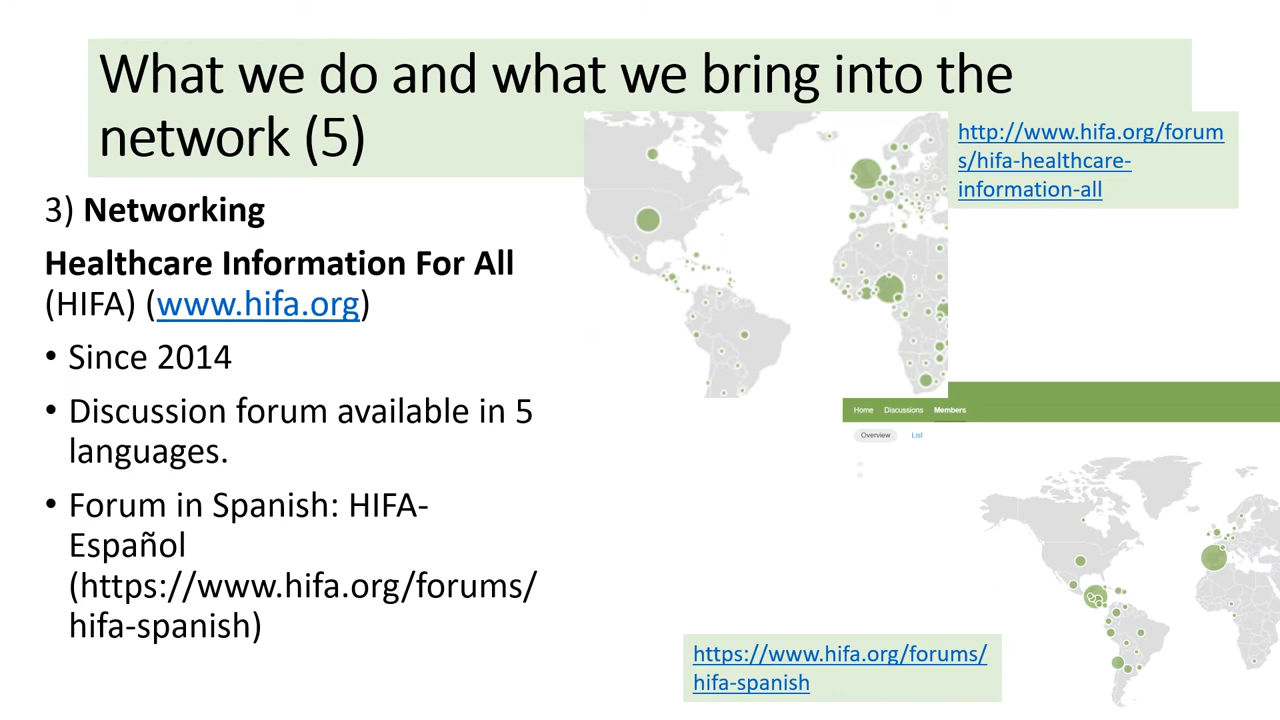 What we do and what we bring into the
network (5)
http://www.hifa.org/forum
s/hifa-healthcare-
information-all
3) Networking
Healthcare Information For All
(HIFA) (www.hifa.org)
• Since 2014
• Discussion forum available in 5
languages.
• Forum in Spanish: HIFA-
Español
(https://www.hifa.org/forums/
hifa-spanish)
Home Discussions Members
Overview List
https://www.hifa.org/forums/
hifa-spanish